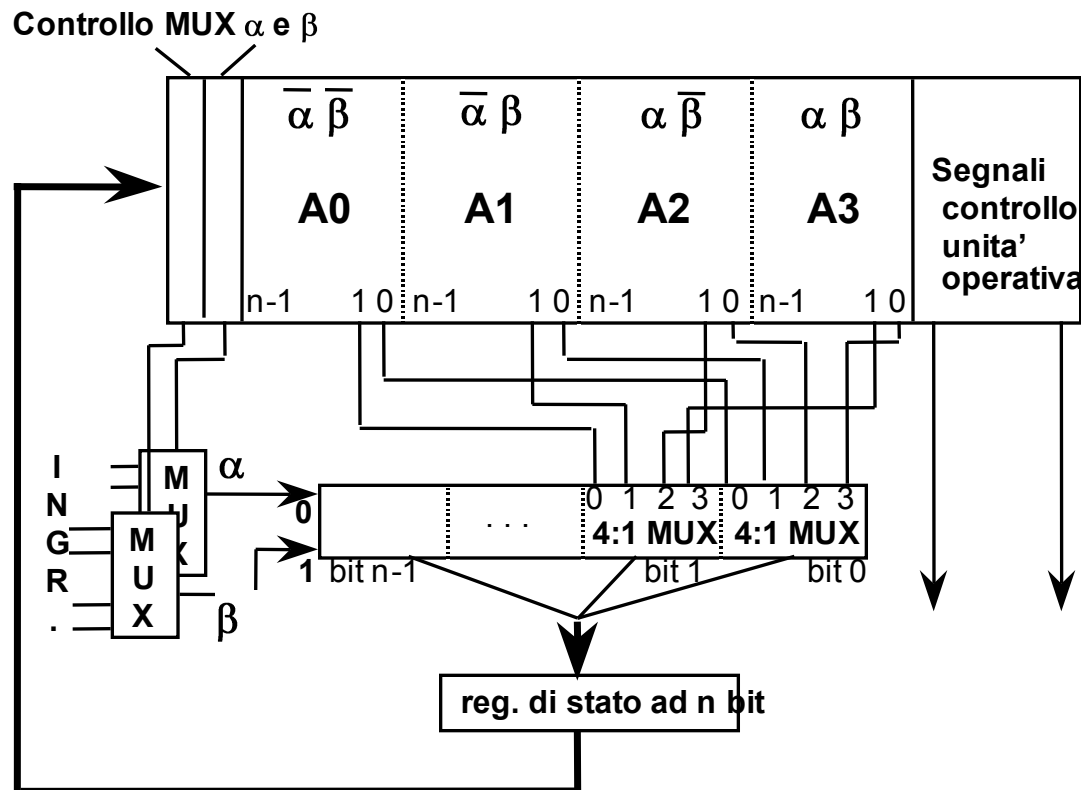 Controllo MUX α e β
α̅ β̅
α̅ β
α β̅
α β
A0
A1
A2
A3
Segnali
controllo
unita'
operativa
n-1 1 0
n-1 1 0
n-1 1 0
n-1 1 0
I
N
G
R
.
M
U
X
α
M
U
X
β
0
1
. . .
0 1 2 3
4:1 MUX
0 1 2 3
4:1 MUX
bit n-1
bit 1
bit 0
reg. di stato ad n bit